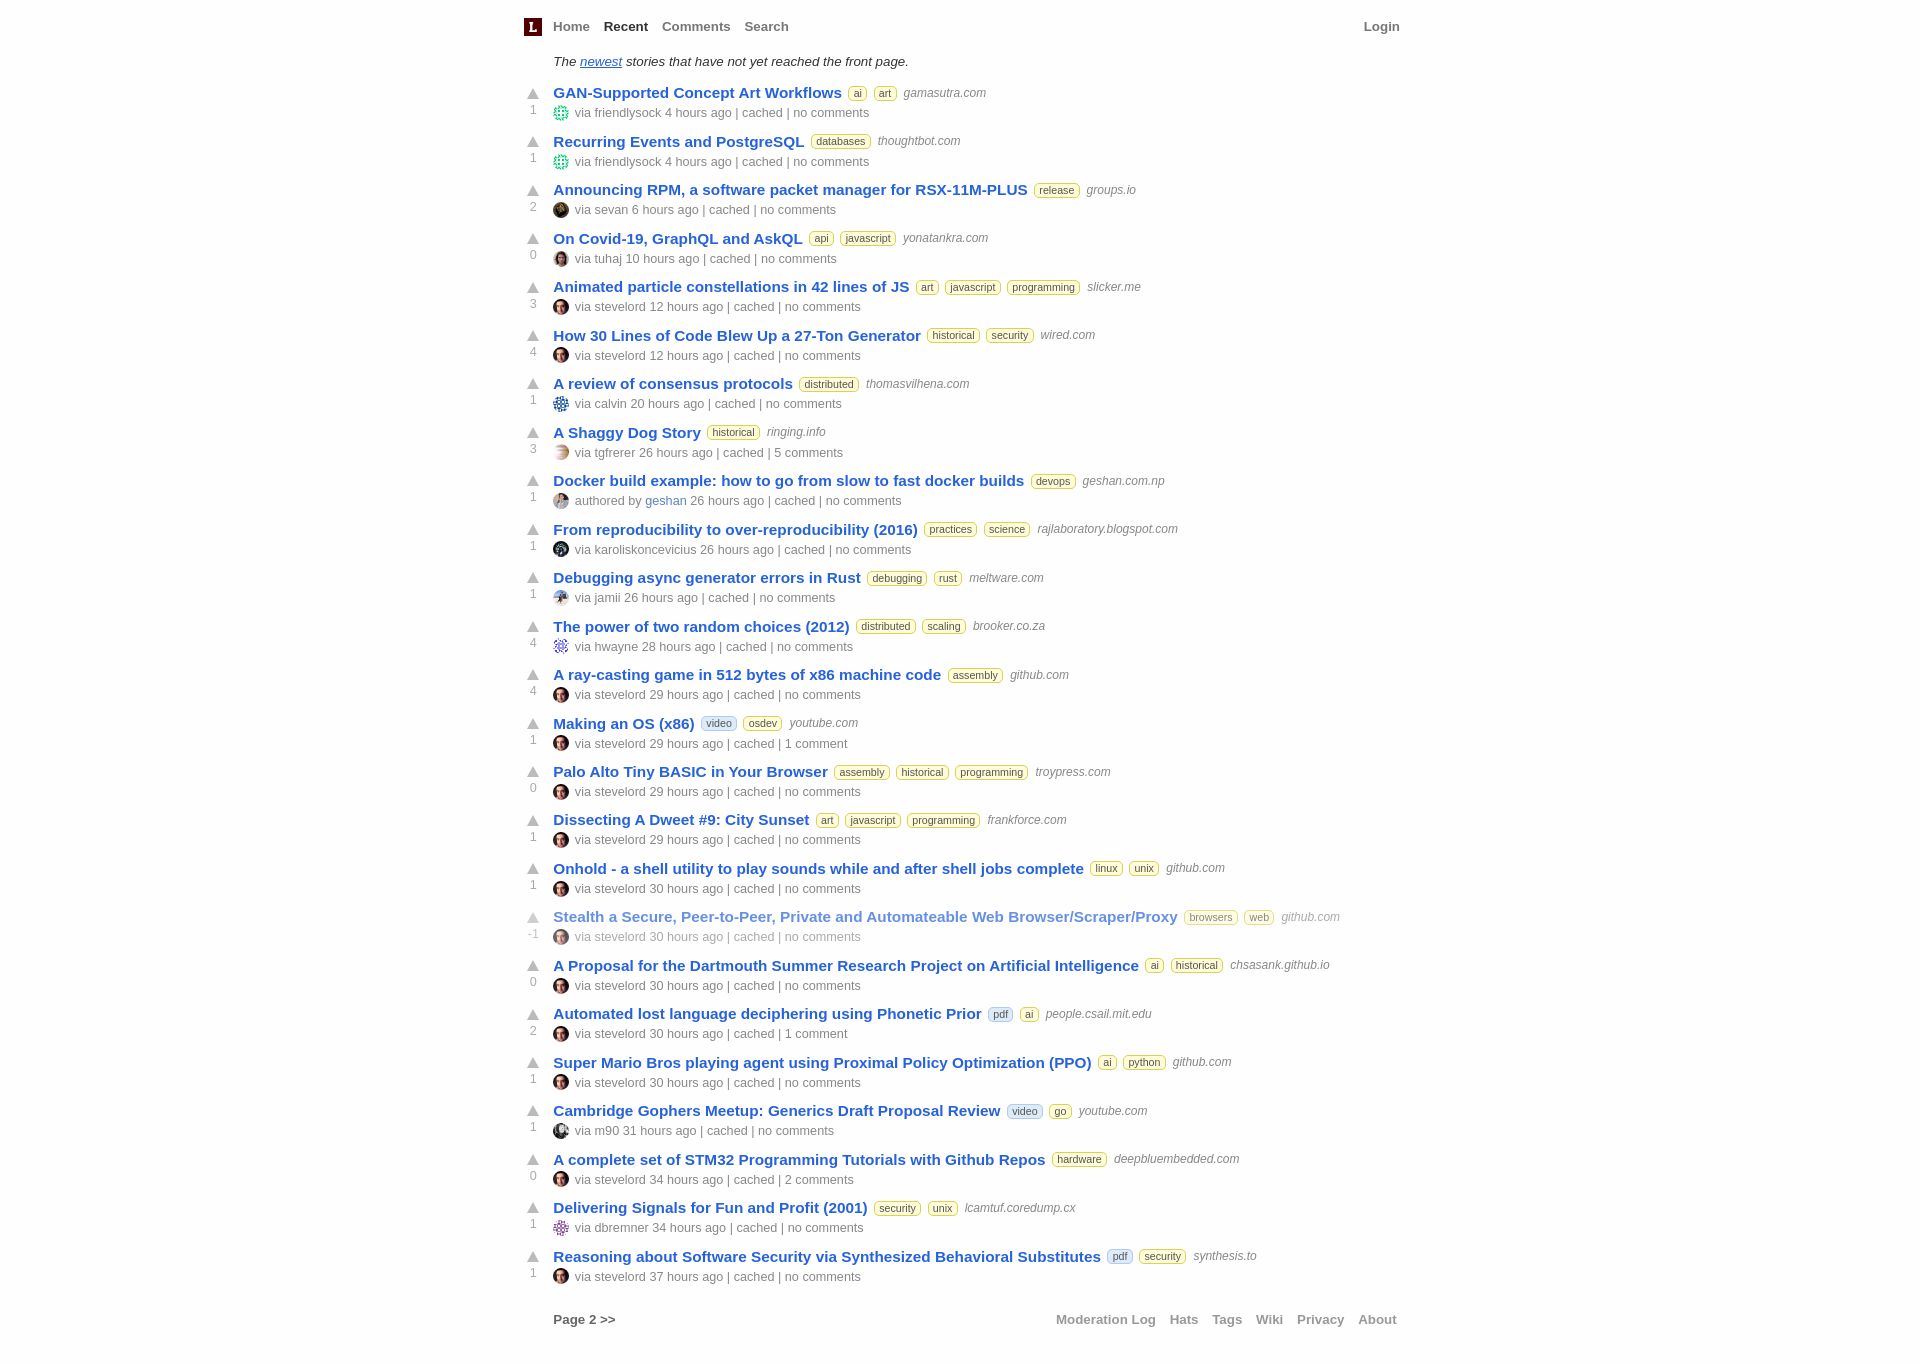 L Home Recent Comments Search Login
The newest stories that have not yet reached the front page.
GAN-Supported Concept Art Workflows ai art gamasutra.com
1 via friendlysock 4 hours ago | cached | no comments
Recurring Events and PostgreSQL databases thoughtbot.com
1 via friendlysock 4 hours ago | cached | no comments
Announcing RPM, a software packet manager for RSX-11M-PLUS release groups.io
2 via sevan 6 hours ago | cached | no comments
On Covid-19, GraphQL and AskQL api javascript yonatankra.com
0 via tuhaj 10 hours ago | cached | no comments
Animated particle constellations in 42 lines of JS art javascript programming slicker.me
3 via stevelord 12 hours ago | cached | no comments
How 30 Lines of Code Blew Up a 27-Ton Generator historical security wired.com
4 via stevelord 12 hours ago | cached | no comments
A review of consensus protocols distributed thomasvilhena.com
1 via calvin 20 hours ago | cached | no comments
A Shaggy Dog Story historical ringing.info
3 via tgfrerer 26 hours ago | cached | 5 comments
Docker build example: how to go from slow to fast docker builds devops geshan.com.np
1 authored by geshan 26 hours ago | cached | no comments
From reproducibility to over-reproducibility (2016) practices science rajlaboratory.blogspot.com
1 via karoliskoncevicius 26 hours ago | cached | no comments
Debugging async generator errors in Rust debugging rust meltware.com
1 via jamii 26 hours ago | cached | no comments
The power of two random choices (2012) distributed scaling brooker.co.za
4 via hwayne 28 hours ago | cached | no comments
A ray-casting game in 512 bytes of x86 machine code assembly github.com
4 via stevelord 29 hours ago | cached | no comments
Making an OS (x86) video osdev youtube.com
1 via stevelord 29 hours ago | cached | 1 comment
Palo Alto Tiny BASIC in Your Browser assembly historical programming troypress.com
0 via stevelord 29 hours ago | cached | no comments
Dissecting A Dweet #9: City Sunset art javascript programming frankforce.com
1 via stevelord 29 hours ago | cached | no comments
Onhold - a shell utility to play sounds while and after shell jobs complete linux unix github.com
1 via stevelord 30 hours ago | cached | no comments
Stealth a Secure, Peer-to-Peer, Private and Automateable Web Browser/Scraper/Proxy browsers web github.com
-1 via stevelord 30 hours ago | cached | no comments
A Proposal for the Dartmouth Summer Research Project on Artificial Intelligence ai historical chsasank.github.io
0 via stevelord 30 hours ago | cached | no comments
Automated lost language deciphering using Phonetic Prior pdf ai people.csail.mit.edu
2 via stevelord 30 hours ago | cached | 1 comment
Super Mario Bros playing agent using Proximal Policy Optimization (PPO) ai python github.com
1 via stevelord 30 hours ago | cached | no comments
Cambridge Gophers Meetup: Generics Draft Proposal Review video go youtube.com
1 via m90 31 hours ago | cached | no comments
A complete set of STM32 Programming Tutorials with Github Repos hardware deepbluembedded.com
0 via stevelord 34 hours ago | cached | 2 comments
Delivering Signals for Fun and Profit (2001) security unix lcamtuf.coredump.cx
1 via dbremner 34 hours ago | cached | no comments
Reasoning about Software Security via Synthesized Behavioral Substitutes pdf security synthesis.to
1 via stevelord 37 hours ago | cached | no comments
Page 2 >> Moderation Log Hats Tags Wiki Privacy About